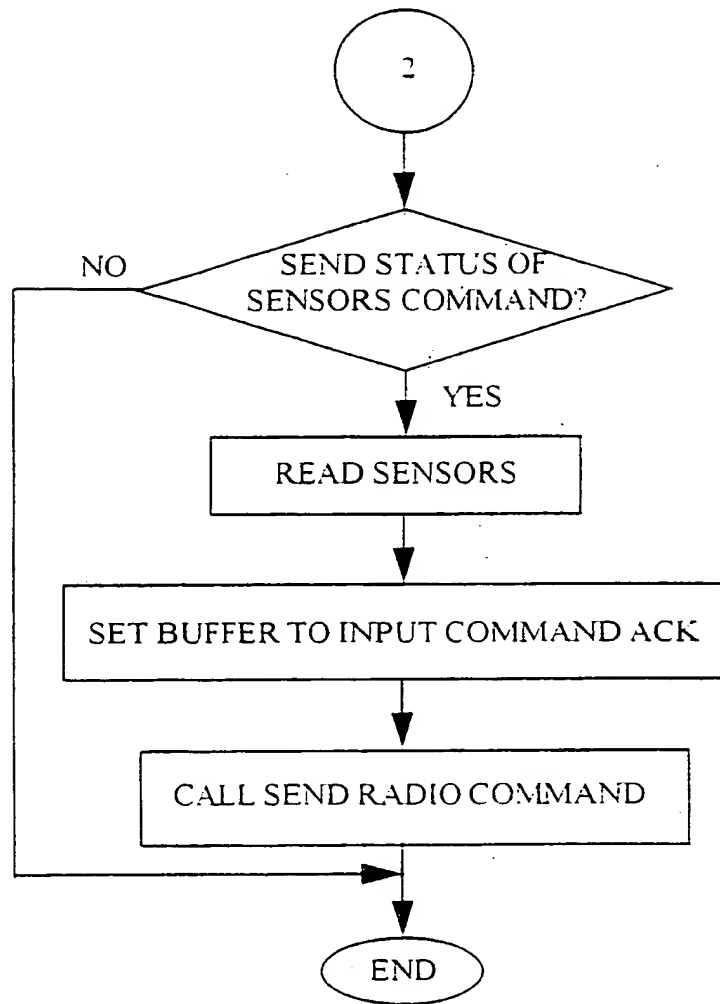 2
SEND STATUS OF
SENSORS COMMAND?
NO
YES
READ SENSORS
SET BUFFER TO INPUT COMMAND ACK
CALL SEND RADIO COMMAND
END